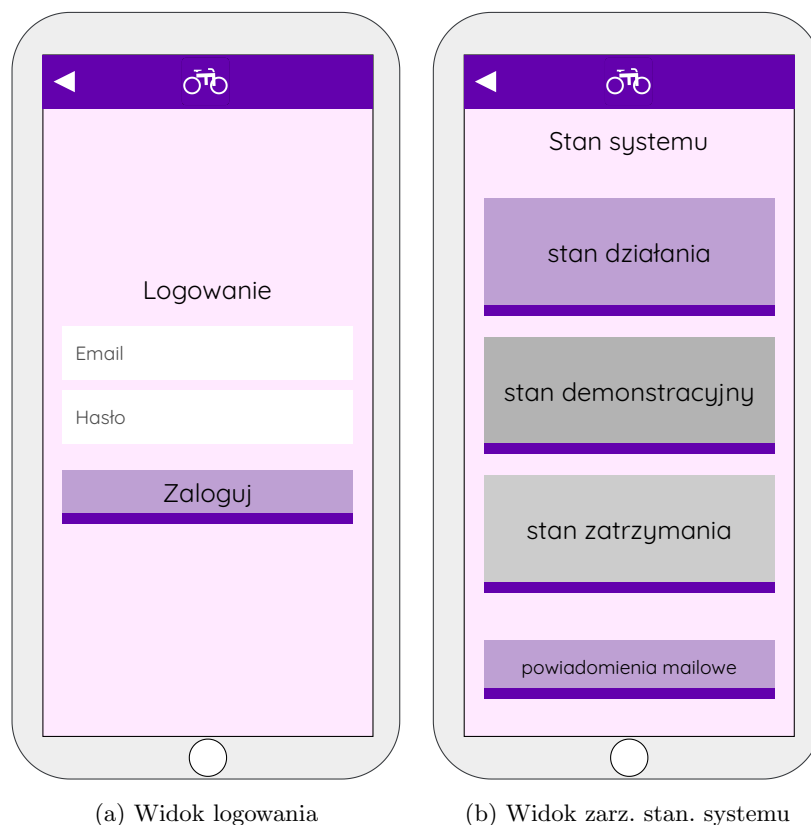 Logowanie
Email
Hasło
Zaloguj
(a) Widok logowania
Stan systemu
stan działania
stan demonstracyjny
stan zatrzymania
powiadomienia mailowe
(b) Widok zarz. stan. systemu